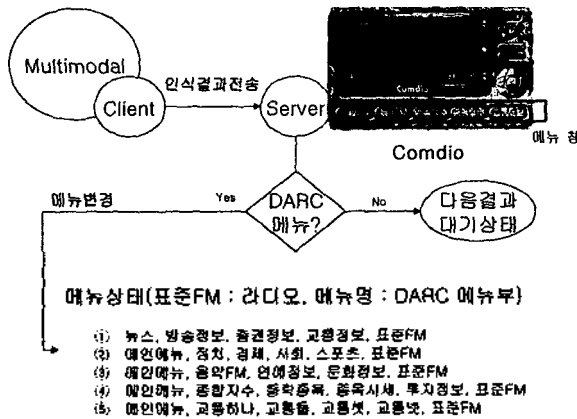 Multimodal
Client
인식결과전송
Server
Comdio
메뉴 창
Comdio
메뉴변경
Yes
DARC
메뉴?
No
다음결과
대기상태
메뉴상태(표준FM : 라디오, 메뉴명 : DARC 메뉴부)
(1) 뉴스, 방송정보, 증권정보, 교통정보, 표준FM
(2) 메인메뉴, 정치, 경제, 사회, 스포츠, 표준FM
(3) 메인메뉴, 음악FM, 연예정보, 문화정보, 표준FM
(4) 메인메뉴, 종합지수, 등락종목, 종목시세, 투자정보, 표준FM
(5) 메인메뉴, 교통하나, 교통둘, 교통셋, 교통넷, 표준FM